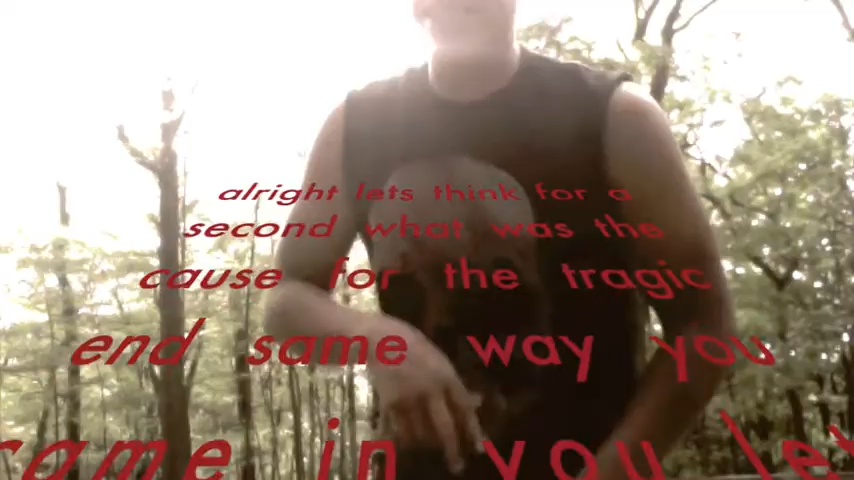 alright lets think for a
second what was the
cause for the tragic
end same way you
came in you